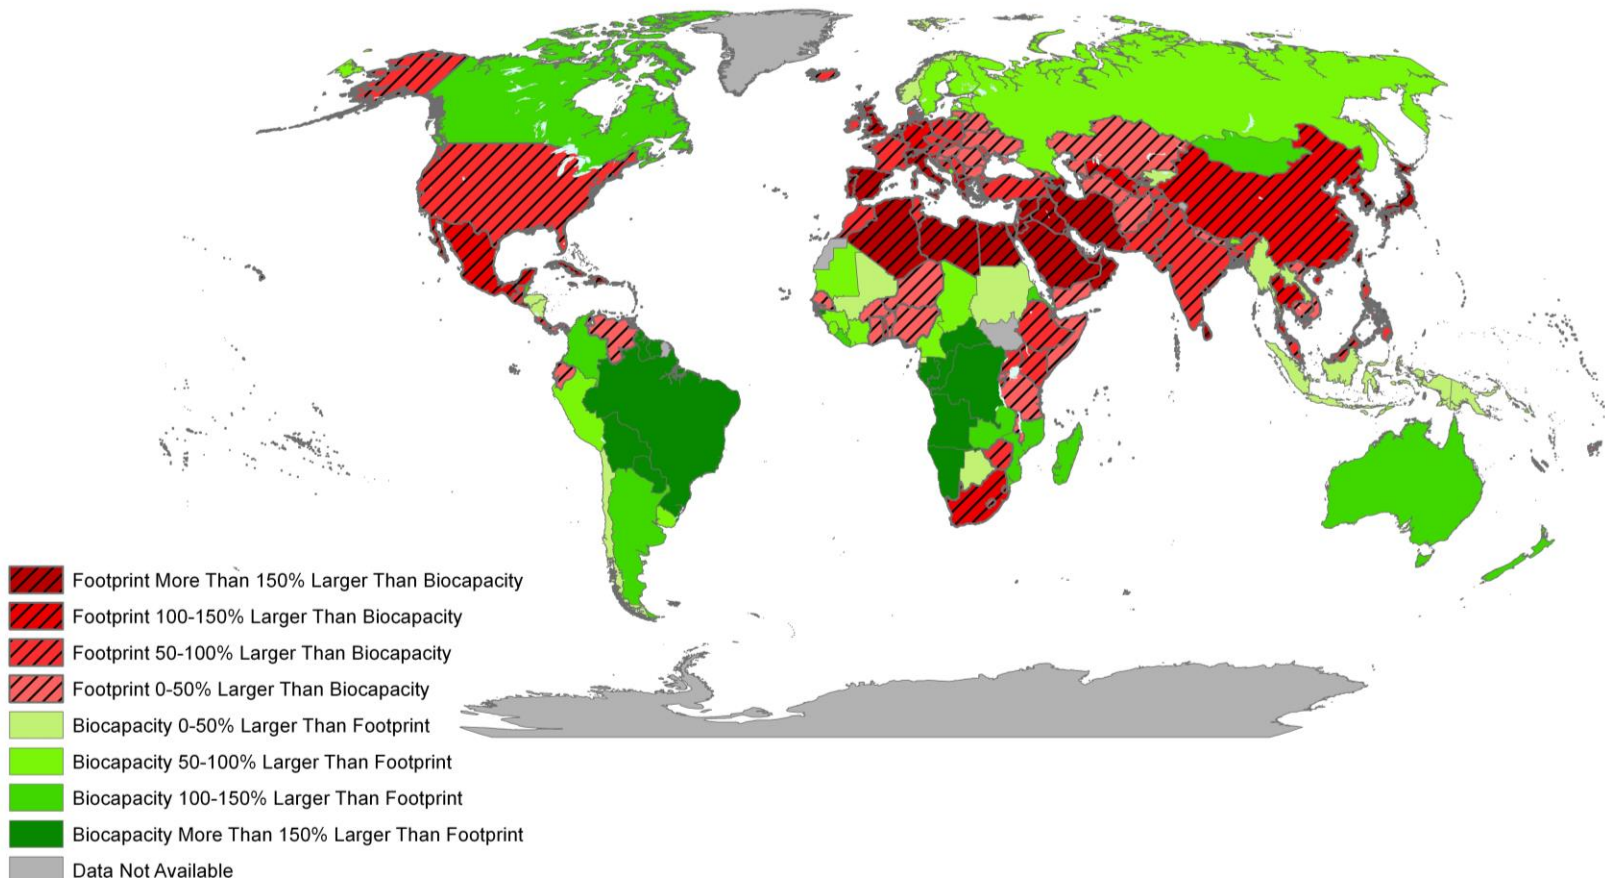 Footprint More Than 150% Larger Than Biocapacity
Footprint 100-150% Larger Than Biocapacity
Footprint 50-100% Larger Than Biocapacity
Footprint 0-50% Larger Than Biocapacity
Biocapacity 0-50% Larger Than Footprint
Biocapacity 50-100% Larger Than Footprint
Biocapacity 100-150% Larger Than Footprint
Biocapacity More Than 150% Larger Than Footprint
Data Not Available